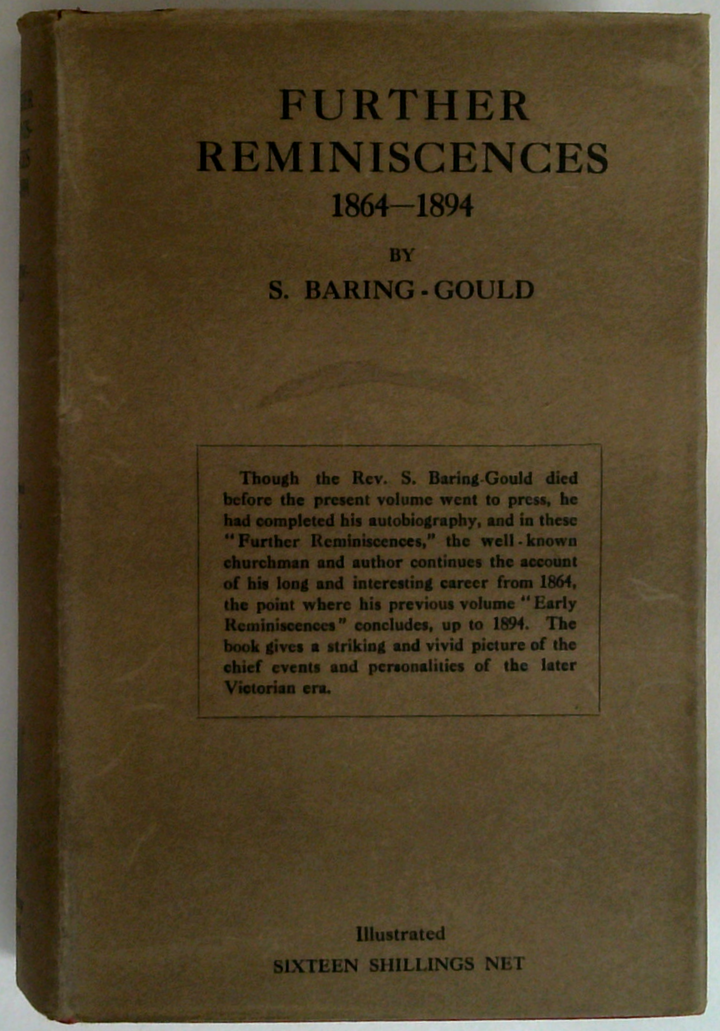 FURTHER
REMINISCENCES
1864—1894
BY
S. BARING-GOULD
Though the Rev. S. Baring-Gould died
before the present volume went to press, he
had completed his autobiography, and in these
"Further Reminiscences," the well-known
churchman and author continues the account
of his long and interesting career from 1864,
the point where his previous volume "Early
Reminiscences" concludes, up to 1894. The
book gives a striking and vivid picture of the
chief events and personalities of the later
Victorian era.
Illustrated
SIXTEEN SHILLINGS NET